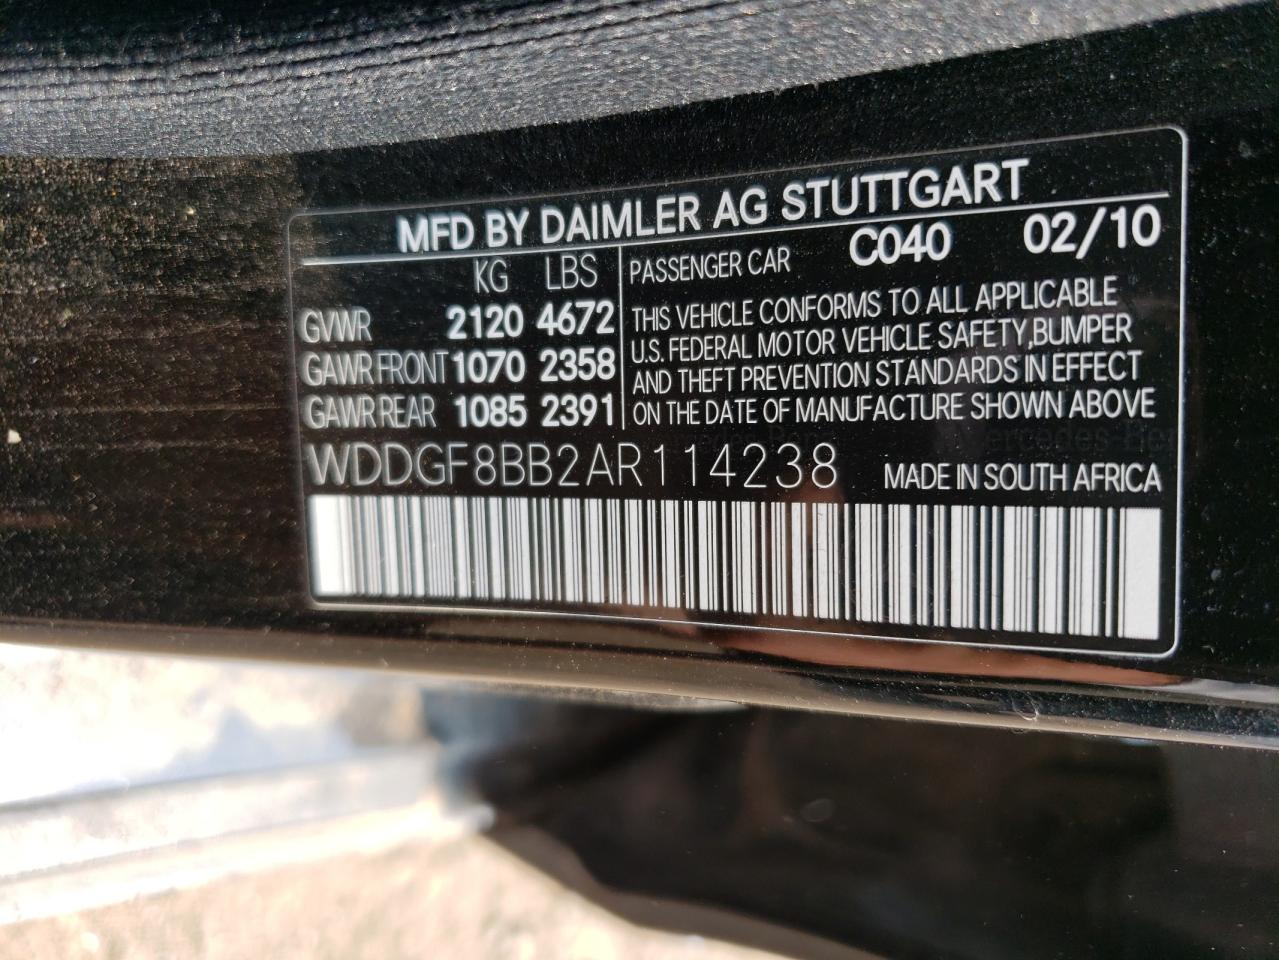 MFD BY DAIMLER AG STUTTGART
KG LBS PASSENGER CAR C040 02/10
GVWR 2120 4672
GAWR FRONT 1070 2358
GAWR REAR 1085 2391
THIS VEHICLE CONFORMS TO ALL APPLICABLE
U.S. FEDERAL MOTOR VEHICLE SAFETY,BUMPER
AND THEFT PREVENTION STANDARDS IN EFFECT
ON THE DATE OF MANUFACTURE SHOWN ABOVE
WDDGF8BB2AR114238 MADE IN SOUTH AFRICA